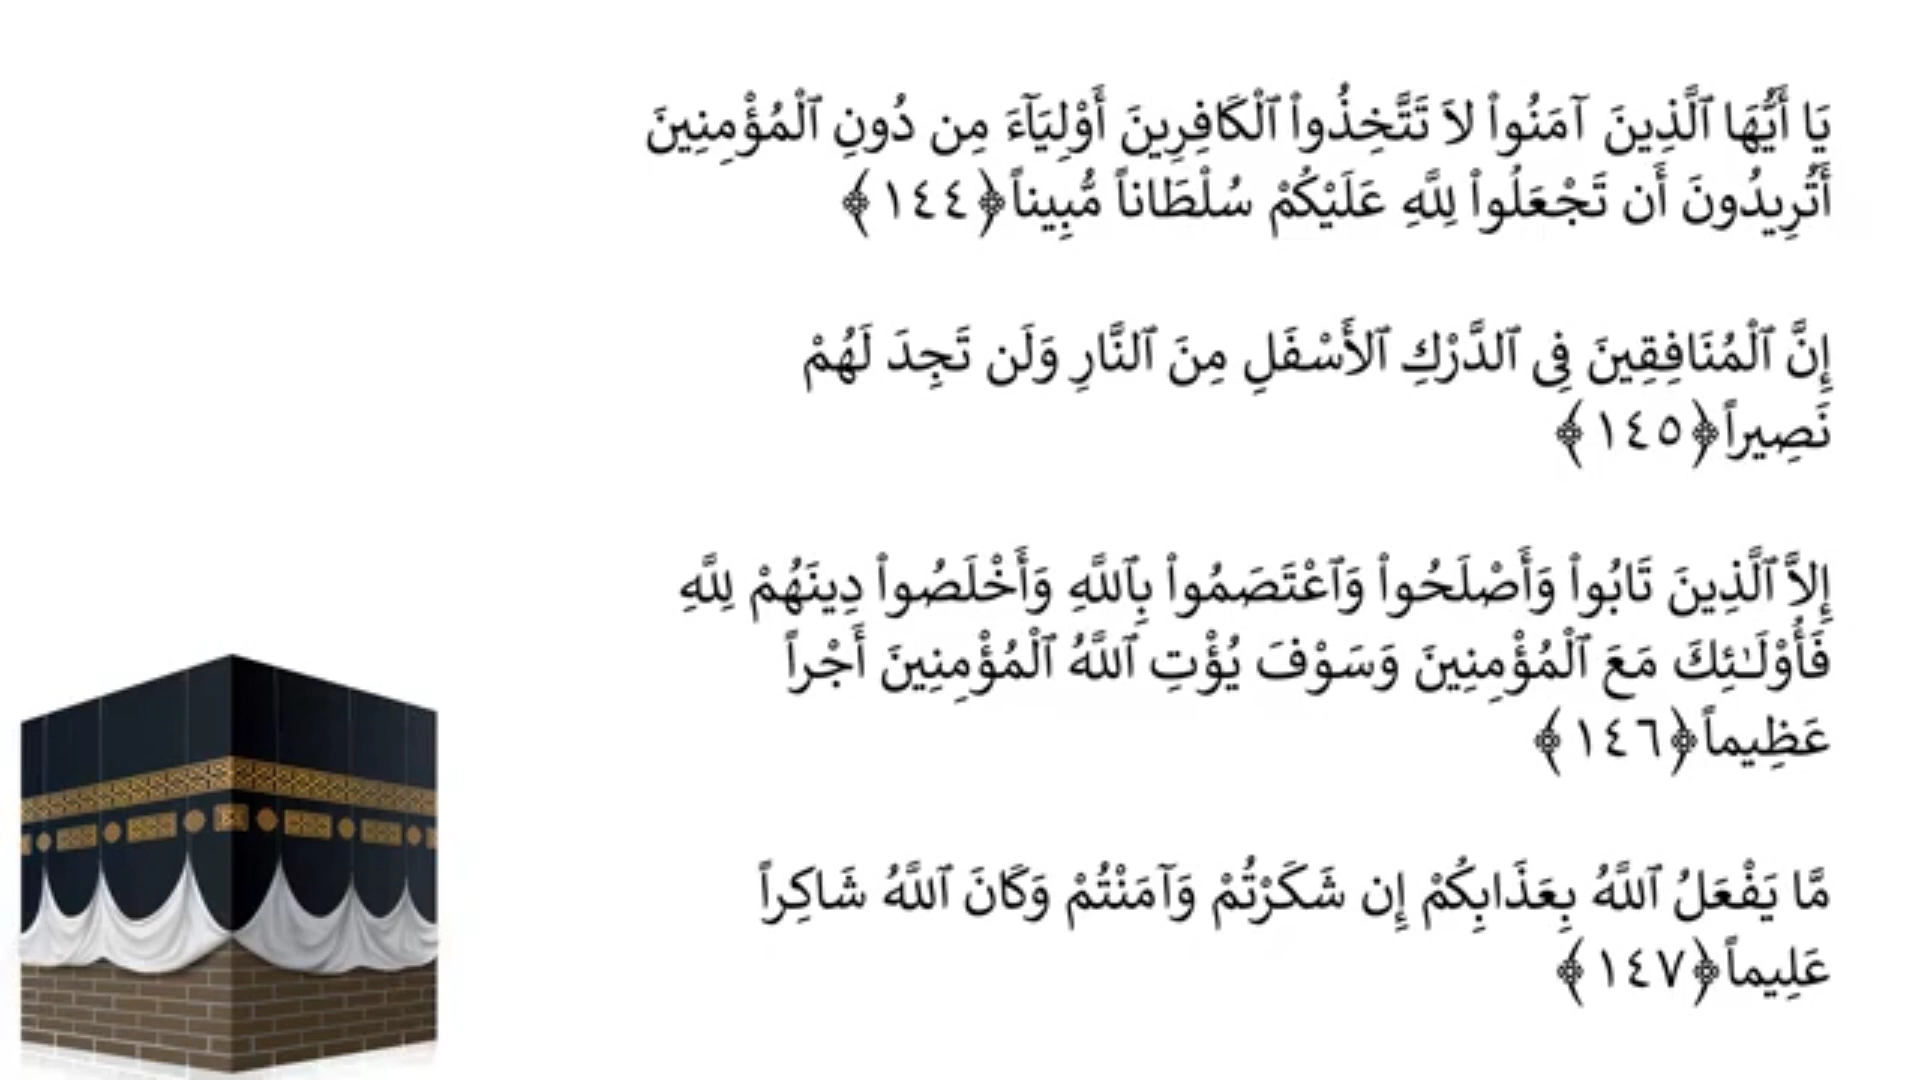 يَا أَيُّهَا ٱلَّذِينَ آمَنُواْ لاَ تَتَّخِذُواْ ٱلْكَافِرِينَ أَوْلِيَآءَ مِن دُونِ ٱلْمُؤْمِنِينَ
أَتُرِيدُونَ أَن تَجْعَلُواْ لِلَّهِ عَلَيْكُمْ سُلْطَاناً مُّبِيناً﴿١٤٤﴾
إِنَّ ٱلْمُنَافِقِينَ فِى ٱلدَّرْكِ ٱلأَسْفَلِ مِنَ ٱلنَّارِ وَلَن تَجِدَ لَهُمْ
نَصِيراً﴿١٤٥﴾
إِلاَّ ٱلَّذِينَ تَابُواْ وَأَصْلَحُواْ وَٱعْتَصَمُواْ بِٱللَّهِ وَأَخْلَصُواْ دِينَهُمْ لِلَّهِ
فَأُوْلَـٰئِكَ مَعَ ٱلْمُؤْمِنِينَ وَسَوْفَ يُؤْتِ ٱللَّهُ ٱلْمُؤْمِنِينَ أَجْراً
عَظِيماً﴿١٤٦﴾
مَّا يَفْعَلُ ٱللَّهُ بِعَذَابِكُمْ إِن شَكَرْتُمْ وَآمَنْتُمْ وَكَانَ ٱللَّهُ شَاكِراً
عَلِيماً﴿١٤٧﴾